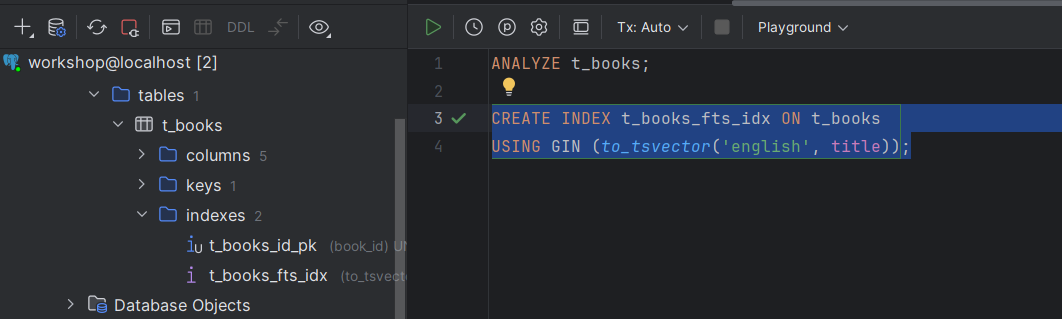 DDL
workshop@localhost [2]
tables 1
t_books
columns 5
keys 1
indexes 2
t_books_id_pk (book_id) UN
t_books_fts_idx (to_tsvecto
Database Objects
Tx: Auto
Playground
1 ANALYZE t_books;
2
3 CREATE INDEX t_books_fts_idx ON t_books
4 USING GIN (to_tsvector('english', title));